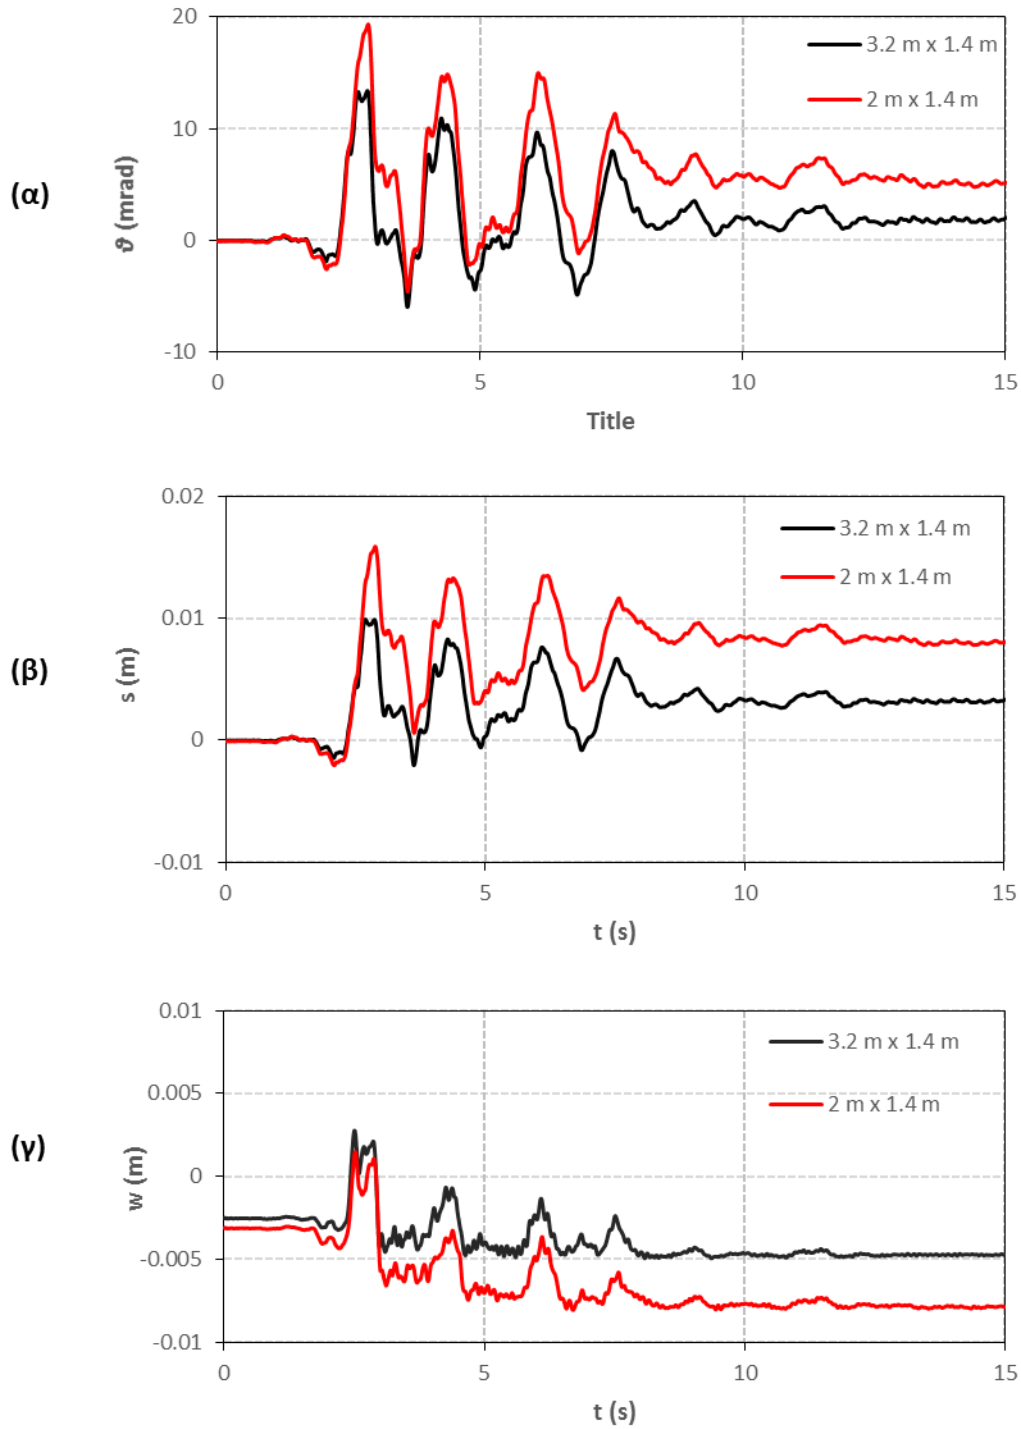 20
3.2 m x 1.4 m
2 m x 1.4 m
10
(α)
ϑ (mrad)
0
-10
0 5 10 15
Title
0.02
3.2 m x 1.4 m
2 m x 1.4 m
0.01
(β)
s (m)
0
-0.01
0 5 10 15
t (s)
0.01
3.2 m x 1.4 m
0.005
2 m x 1.4 m
(γ)
w (m)
0
-0.005
-0.01
0 5 10 15
t (s)